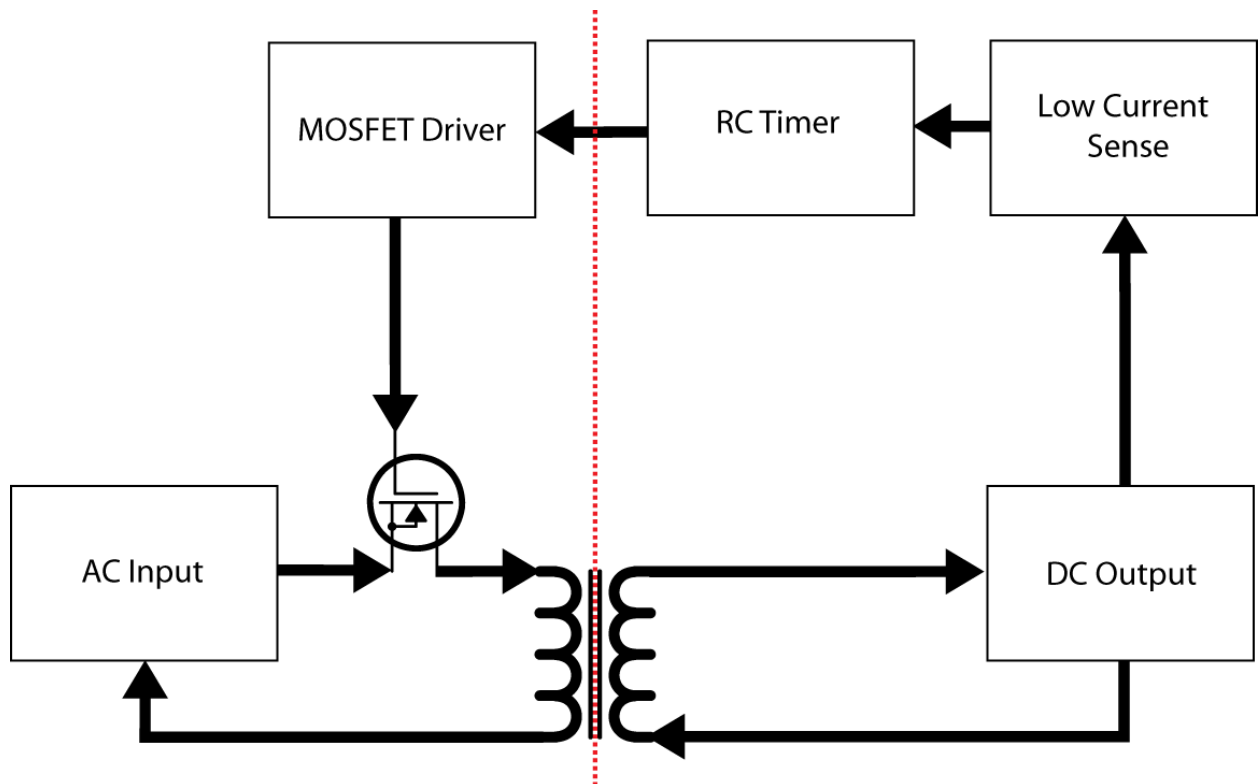 MOSFET Driver
RC Timer
Low Current
Sense
AC Input
DC Output